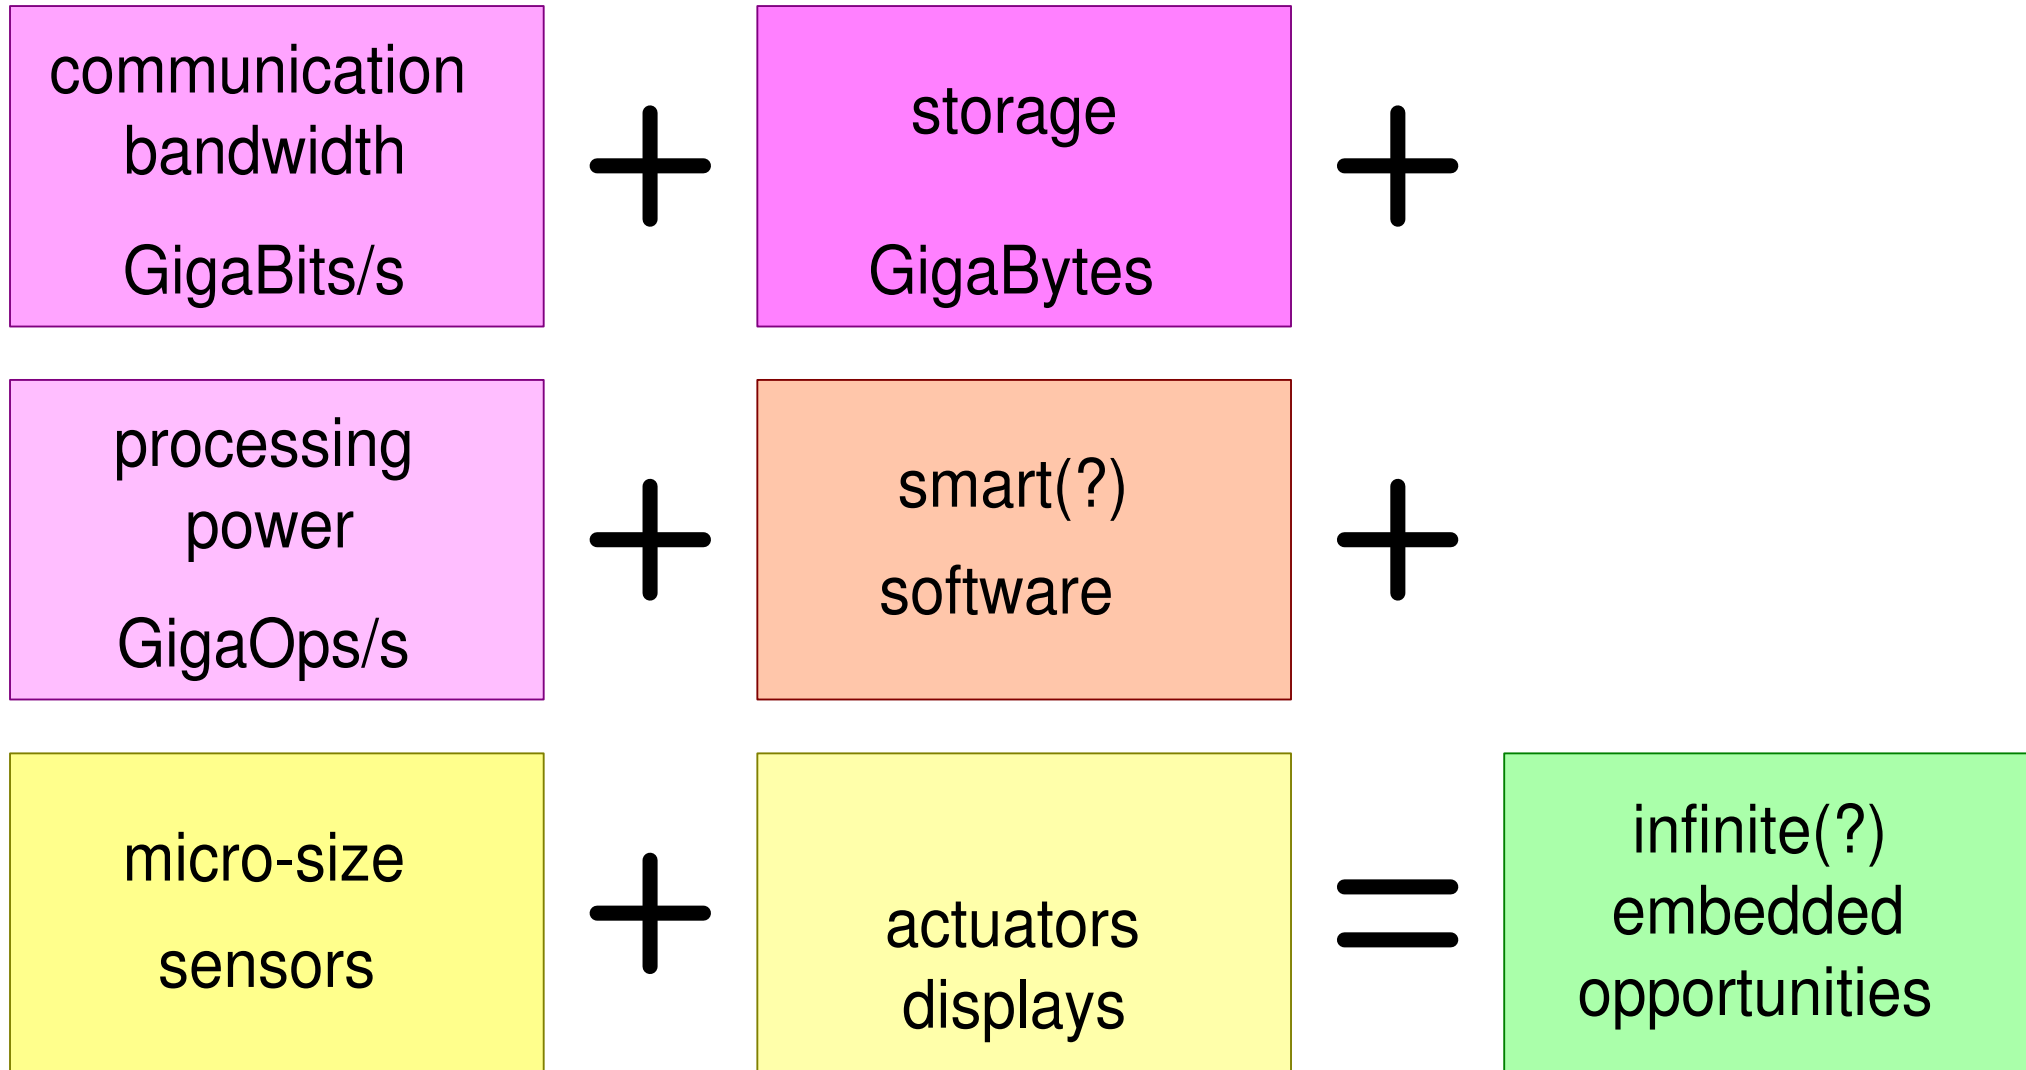 communication
bandwidth
GigaBits/s
+
storage
GigaBytes
+
processing
power
GigaOps/s
+
smart(?)
software
+
micro-size
sensors
+
actuators
displays
=
infinite(?)
embedded
opportunities